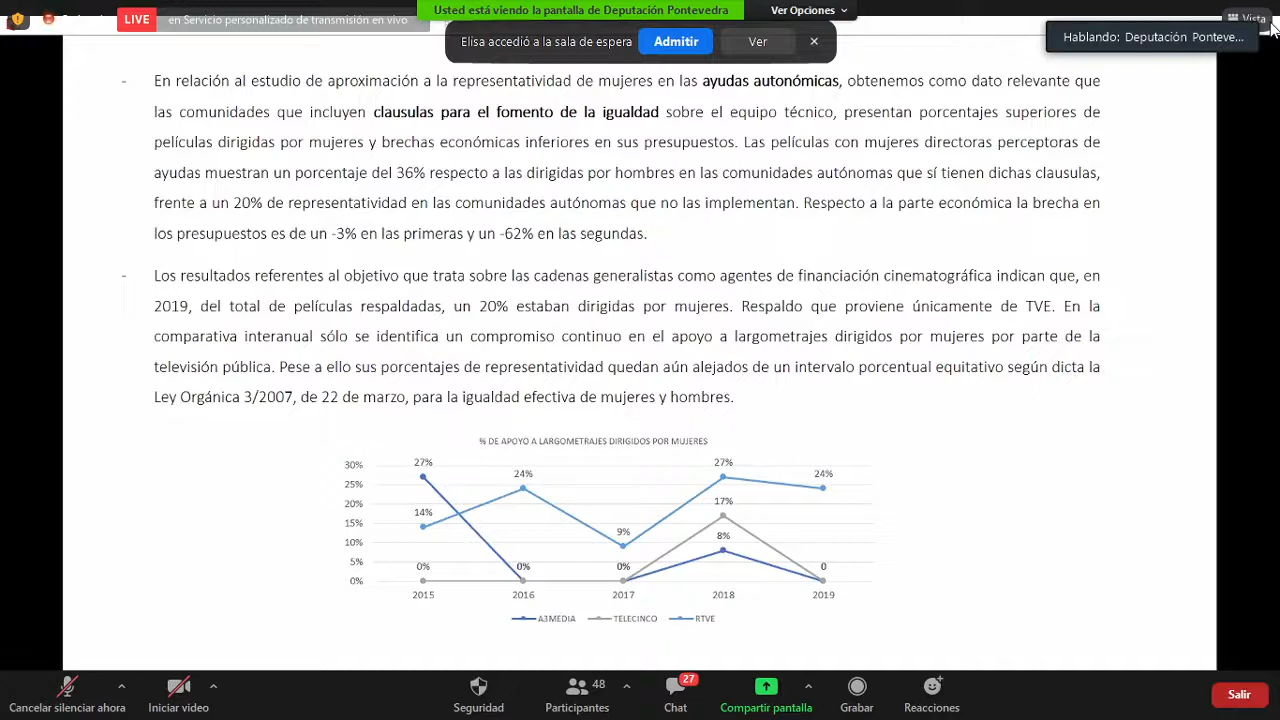 Usted está viendo la pantalla de Deputación Pontevedra
Ver Opciones
LIVE
en Servicio personalizado de transmisión en vivo
Vista
Elisa accedió a la sala de espera
Admitir
Ver
Hablando: Deputación Ponteve...
- En relación al estudio de aproximación a la representatividad de mujeres en las ayudas autonómicas, obtenemos como dato relevante que
las comunidades que incluyen clausulas para el fomento de la igualdad sobre el equipo técnico, presentan porcentajes superiores de
películas dirigidas por mujeres y brechas económicas inferiores en sus presupuestos. Las películas con mujeres directoras perceptoras de
ayudas muestran un porcentaje del 36% respecto a las dirigidas por hombres en las comunidades autónomas que sí tienen dichas clausulas,
frente a un 20% de representatividad en las comunidades autónomas que no las implementan. Respecto a la parte económica la brecha en
los presupuestos es de un -3% en las primeras y un -62% en las segundas.
- Los resultados referentes al objetivo que trata sobre las cadenas generalistas como agentes de financiación cinematográfica indican que, en
2019, del total de películas respaldadas, un 20% estaban dirigidas por mujeres. Respaldo que proviene únicamente de TVE. En la
comparativa interanual sólo se identifica un compromiso continuo en el apoyo a largometrajes dirigidos por mujeres por parte de la
televisión pública. Pese a ello sus porcentajes de representatividad quedan aún alejados de un intervalo porcentual equitativo según dicta la
Ley Orgánica 3/2007, de 22 de marzo, para la igualdad efectiva de mujeres y hombres.
% DE APOYO A LARGOMETRAJES DIRIGIDOS POR MUJERES
30%
25%
20%
15%
10%
5%
0%
27%
14%
0%
24%
0%
9%
0%
27%
17%
8%
24%
0
2015 2016 2017 2018 2019
A3MEDIA TELECINCO RTVE
Cancelar silenciar ahora
Iniciar video
Seguridad
48
Participantes
27
Chat
Compartir pantalla
Grabar
Reacciones
Salir